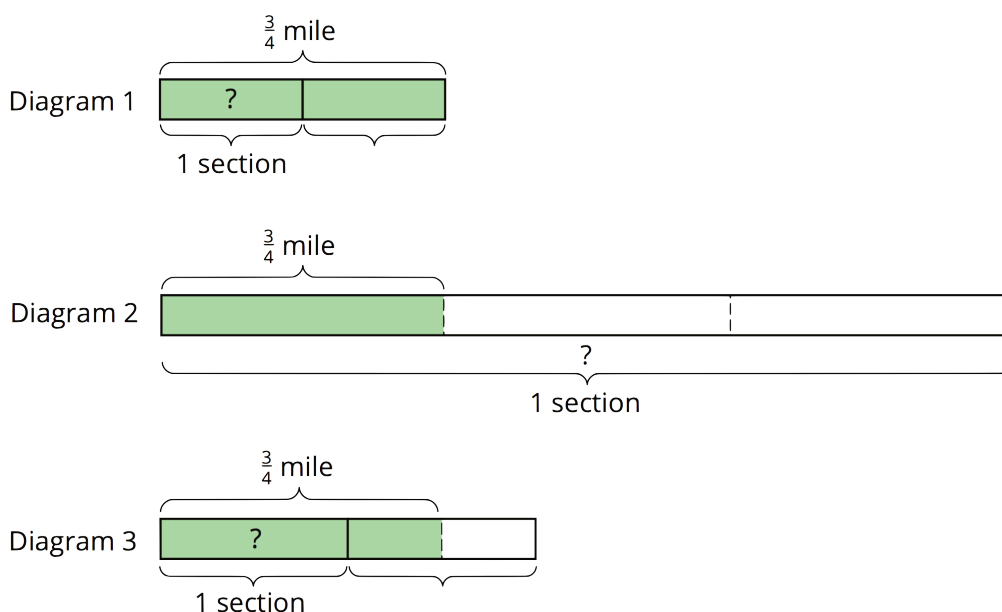 3/4 mile
Diagram 1
?
1 section
3/4 mile
Diagram 2
?
1 section
3/4 mile
Diagram 3
?
1 section